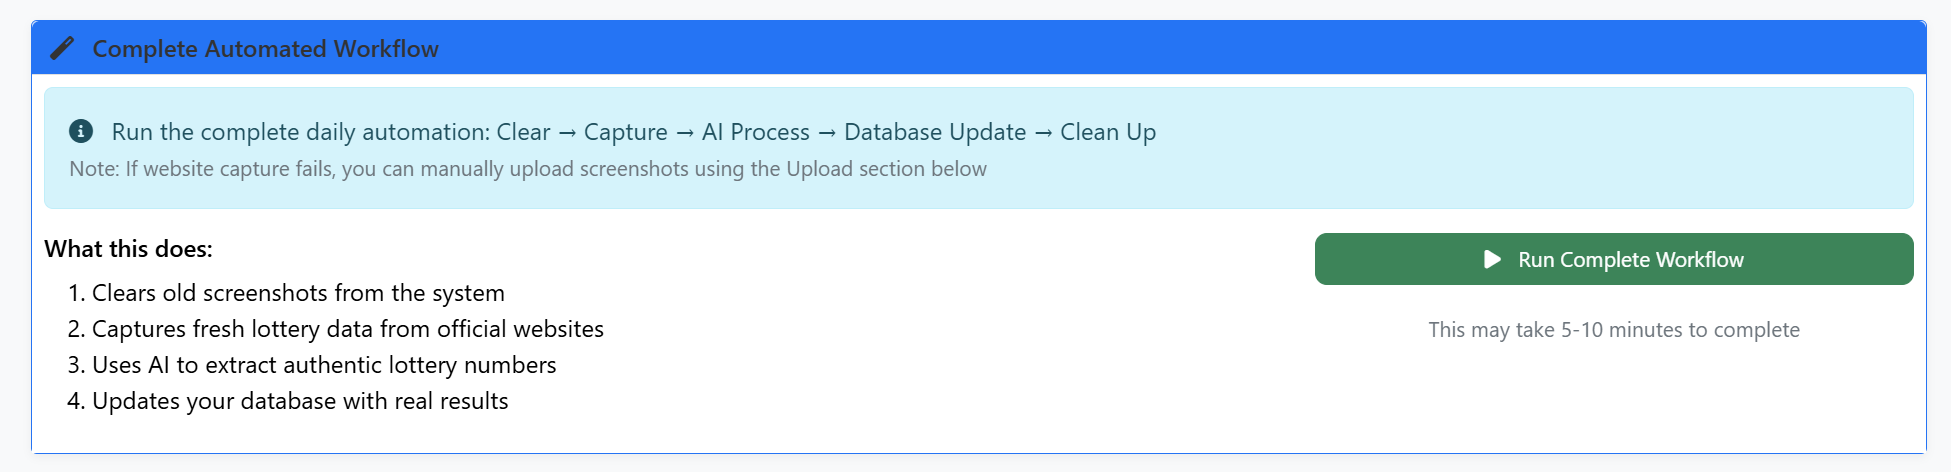 Complete Automated Workflow
Run the complete daily automation: Clear → Capture → AI Process → Database Update → Clean Up
Note: If website capture fails, you can manually upload screenshots using the Upload section below
What this does:
1. Clears old screenshots from the system
2. Captures fresh lottery data from official websites
3. Uses AI to extract authentic lottery numbers
4. Updates your database with real results
Run Complete Workflow
This may take 5-10 minutes to complete